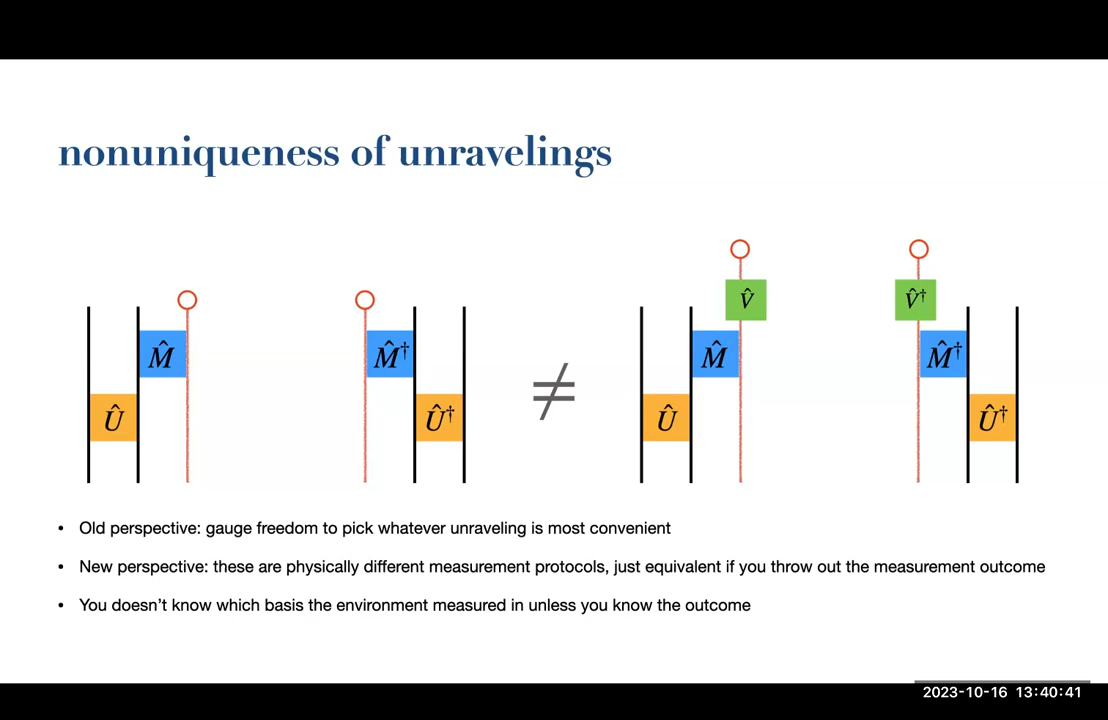 nonuniqueness of unravelings
V̂ V̂†
M̂ M̂† ≠ M̂ M̂†
Û Û† Û Û†
• Old perspective: gauge freedom to pick whatever unraveling is most convenient
• New perspective: these are physically different measurement protocols, just equivalent if you throw out the measurement outcome
• You doesn’t know which basis the environment measured in unless you know the outcome
2023-10-16 13:40:41